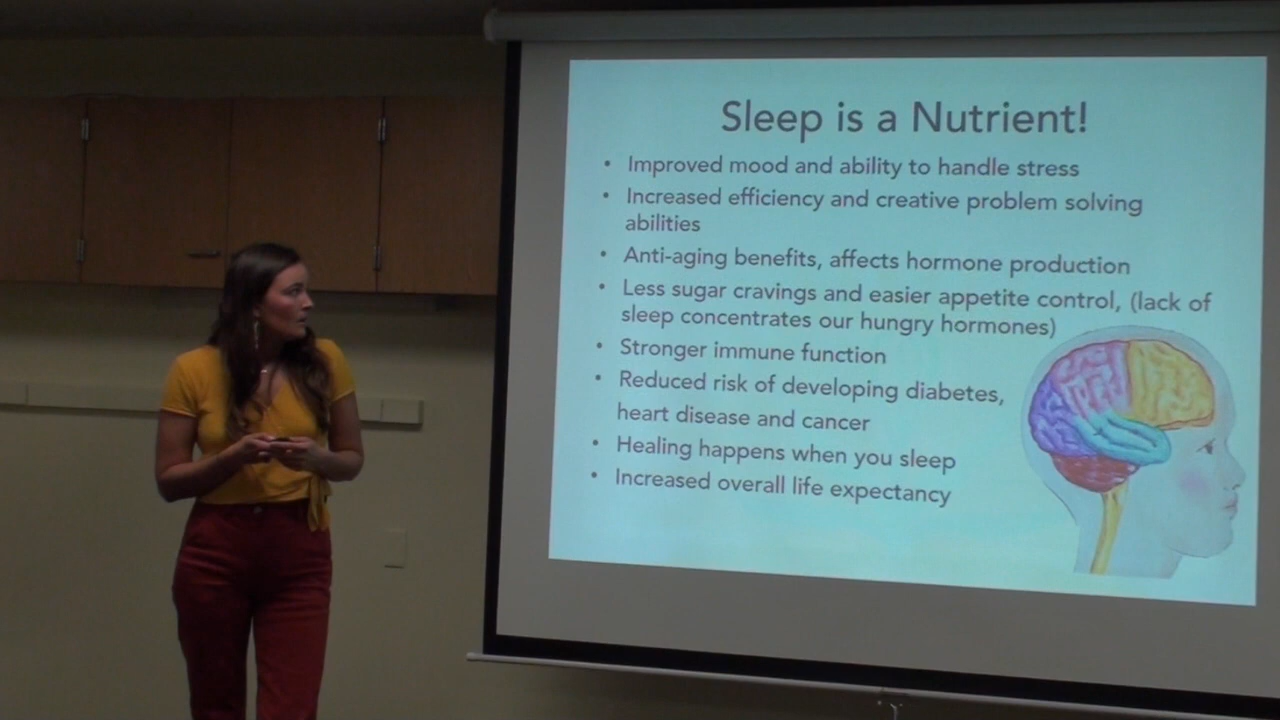 Sleep is a Nutrient!
• Improved mood and ability to handle stress
• Increased efficiency and creative problem solving
abilities
• Anti-aging benefits, affects hormone production
• Less sugar cravings and easier appetite control, (lack of
sleep concentrates our hungry hormones)
• Stronger immune function
• Reduced risk of developing diabetes,
heart disease and cancer
• Healing happens when you sleep
• Increased overall life expectancy